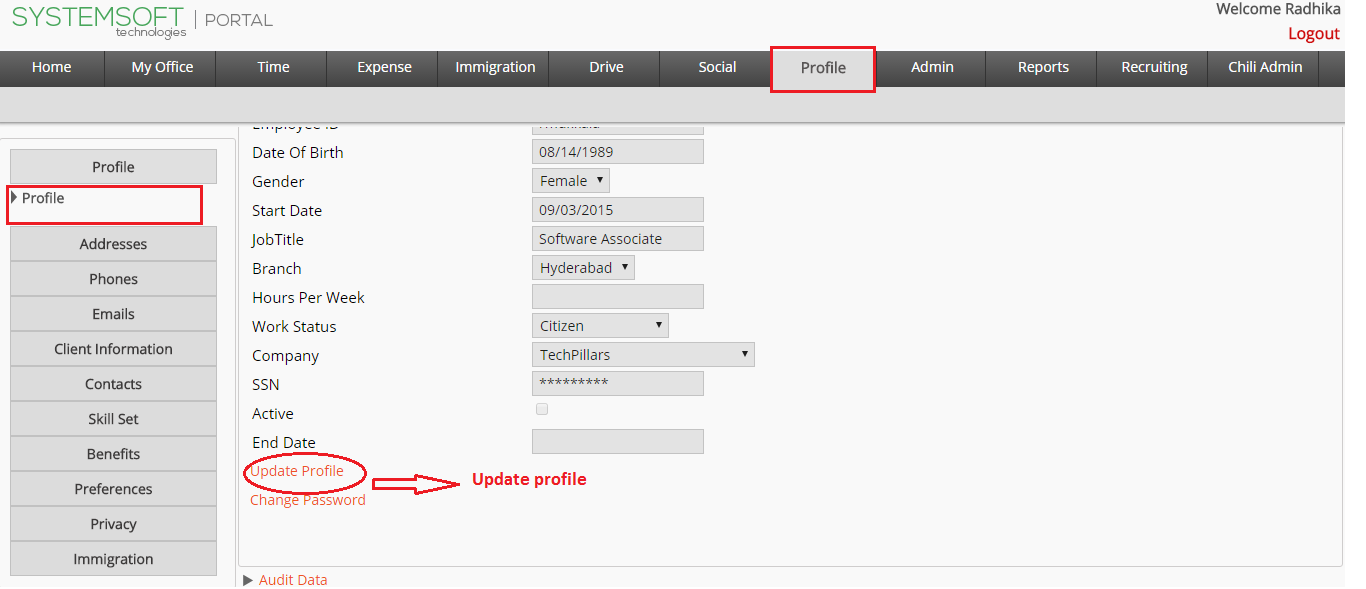 SYSTEMSOFT | PORTAL
technologies
Welcome Radhika
Logout
Home My Office Time Expense Immigration Drive Social Profile Admin Reports Recruiting Chili Admin
Profile
Profile
Addresses
Phones
Emails
Client Information
Contacts
Skill Set
Benefits
Preferences
Privacy
Immigration
Employee ID
Date Of Birth 08/14/1989
Gender Female
Start Date 09/03/2015
JobTitle Software Associate
Branch Hyderabad
Hours Per Week
Work Status Citizen
Company TechPillars
SSN *********
Active
End Date
Update Profile Update profile
Change Password
Audit Data